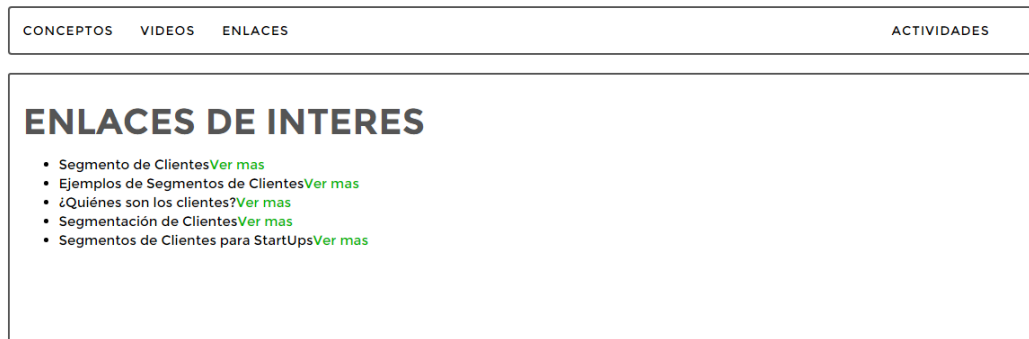 CONCEPTOS VIDEOS ENLACES ACTIVIDADES
ENLACES DE INTERES
• Segmento de ClientesVer mas
• Ejemplos de Segmentos de ClientesVer mas
• ¿Quiénes son los clientes?Ver mas
• Segmentación de ClientesVer mas
• Segmentos de Clientes para StartUpsVer mas